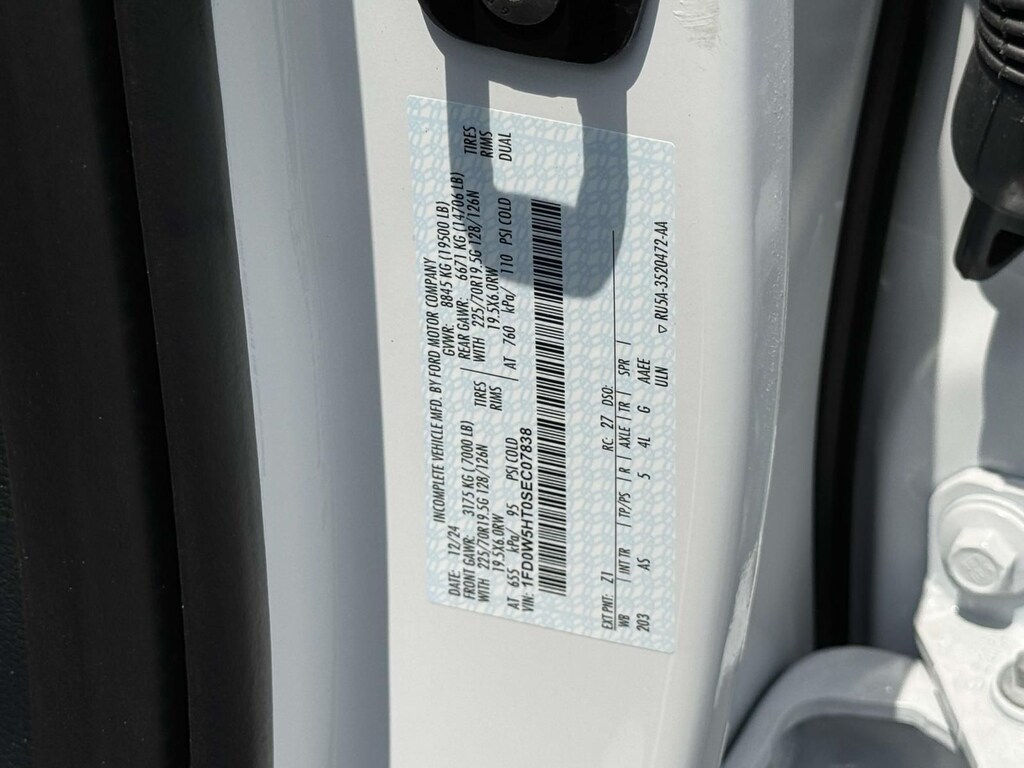 INCOMPLETE VEHICLE MFD. BY FORD MOTOR COMPANY
DATE: 12/24 GVWR: 8845 KG (19500 LB)
FRONT GAWR: 3175 KG (7000 LB) REAR GAWR: 6671 KG (14706 LB)
WITH 225/70R19.5G 128/126N TIRES WITH 225/70R19.5G 128/126N TIRES
19.5X6.0RW RIMS 19.5X6.0RW RIMS
AT 655 kPa/ 95 PSI COLD AT 760 kPa/ 110 PSI COLD DUAL
VIN: 1FD0W5HT0SEC07838
EXT PNT: Z1 RC: 27 DSO:
WB INT TR TP/PS R AXLE TR SPR
203 AS 5 4L G AAEE
ULN ▽ RU5A-3520472-AA